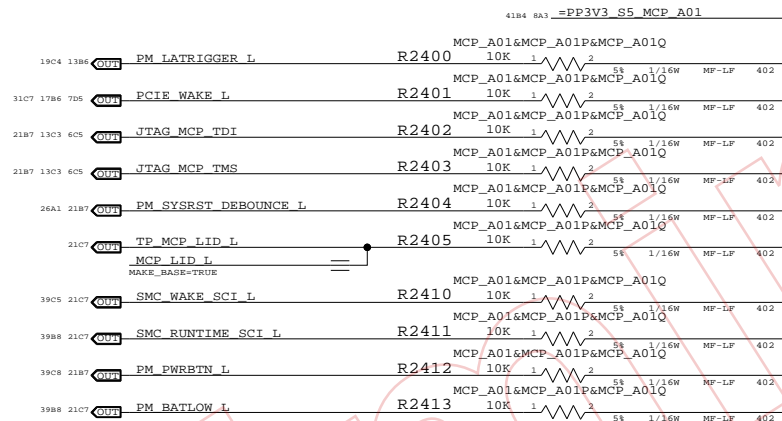 41B4 8A3 =PP3V3_S5_MCP_A01
MCP_A01&MCP_A01P&MCP_A01Q
19C4 13B6 OUT PM_LATRIGGER_L R2400 10K 1 2
5% 1/16W MF-LF 402
MCP_A01&MCP_A01P&MCP_A01Q
31C7 17B6 7D5 OUT PCIE_WAKE_L R2401 10K 1 2
5% 1/16W MF-LF 402
MCP_A01&MCP_A01P&MCP_A01Q
21B7 13C3 6C5 OUT JTAG_MCP_TDI R2402 10K 1 2
5% 1/16W MF-LF 402
MCP_A01&MCP_A01P&MCP_A01Q
21B7 13C3 6C5 OUT JTAG_MCP_TMS R2403 10K 1 2
5% 1/16W MF-LF 402
MCP_A01&MCP_A01P&MCP_A01Q
26A1 21B7 OUT PM_SYSRST_DEBOUNCE_L R2404 10K 1 2
5% 1/16W MF-LF 402
MCP_A01&MCP_A01P&MCP_A01Q
21C7 OUT TP_MCP_LID_L R2405 10K 1 2
5% 1/16W MF-LF 402
MCP_LID_L
MAKE_BASE=TRUE
MCP_A01&MCP_A01P&MCP_A01Q
39C5 21C7 OUT SMC_WAKE_SCI_L R2410 10K 1 2
5% 1/16W MF-LF 402
MCP_A01&MCP_A01P&MCP_A01Q
39B8 21C7 OUT SMC_RUNTIME_SCI_L R2411 10K 1 2
5% 1/16W MF-LF 402
MCP_A01&MCP_A01P&MCP_A01Q
39C8 21B7 OUT PM_PWRBTN_L R2412 10K 1 2
5% 1/16W MF-LF 402
MCP_A01&MCP_A01P&MCP_A01Q
39B8 21C7 OUT PM_BATLOW_L R2413 10K 1 2
5% 1/16W MF-LF 402